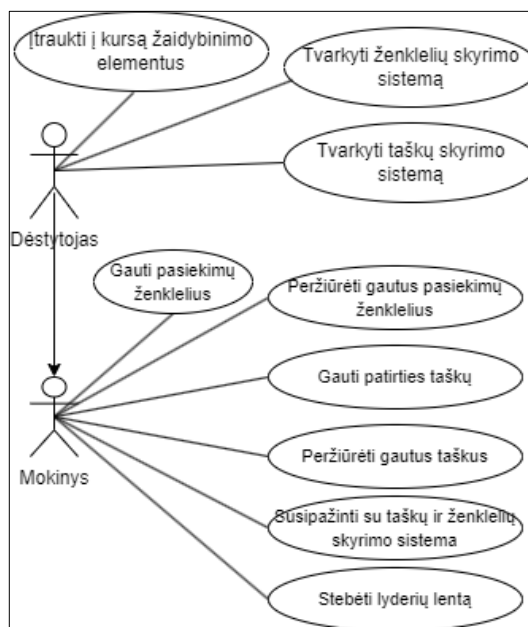 Įtraukti į kursą žaidybinimo
elementus
Tvarkyti ženklelių skyrimo
sistemą
Tvarkyti taškų skyrimo
sistemą
Dėstytojas
Gauti pasiekimų
ženklelius
Peržiūrėti gautus pasiekimų
ženklelius
Gauti patirties taškų
Mokinys
Peržiūrėti gautus taškus
Susipažinti su taškų ir ženklelių
skyrimo sistema
Stebėti lyderių lentą